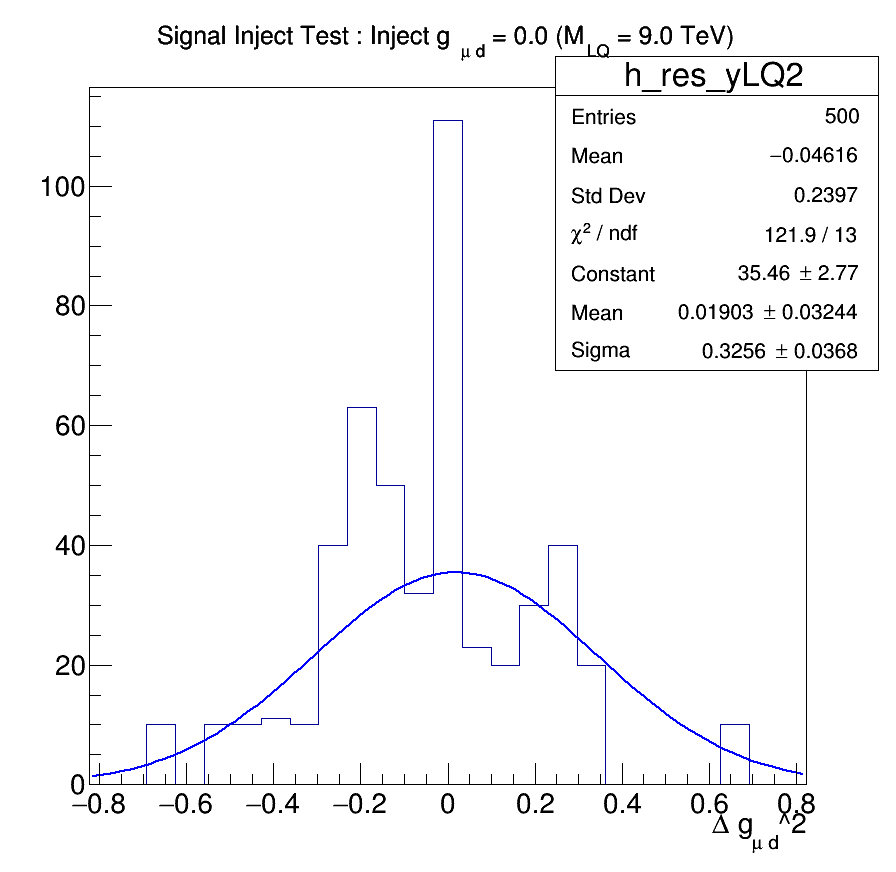 Signal Inject Test : Inject g μ d = 0.0 (M LQ = 9.0 TeV)
h_res_yLQ2
Entries 500
Mean −0.04616
Std Dev 0.2397
χ² / ndf 121.9 / 13
Constant 35.46 ± 2.77
Mean 0.01903 ± 0.03244
Sigma 0.3256 ± 0.0368
100
80
60
40
20
0
−0.8 −0.6 −0.4 −0.2 0 0.2 0.4 0.6 0.8
Δ g μ d ^2